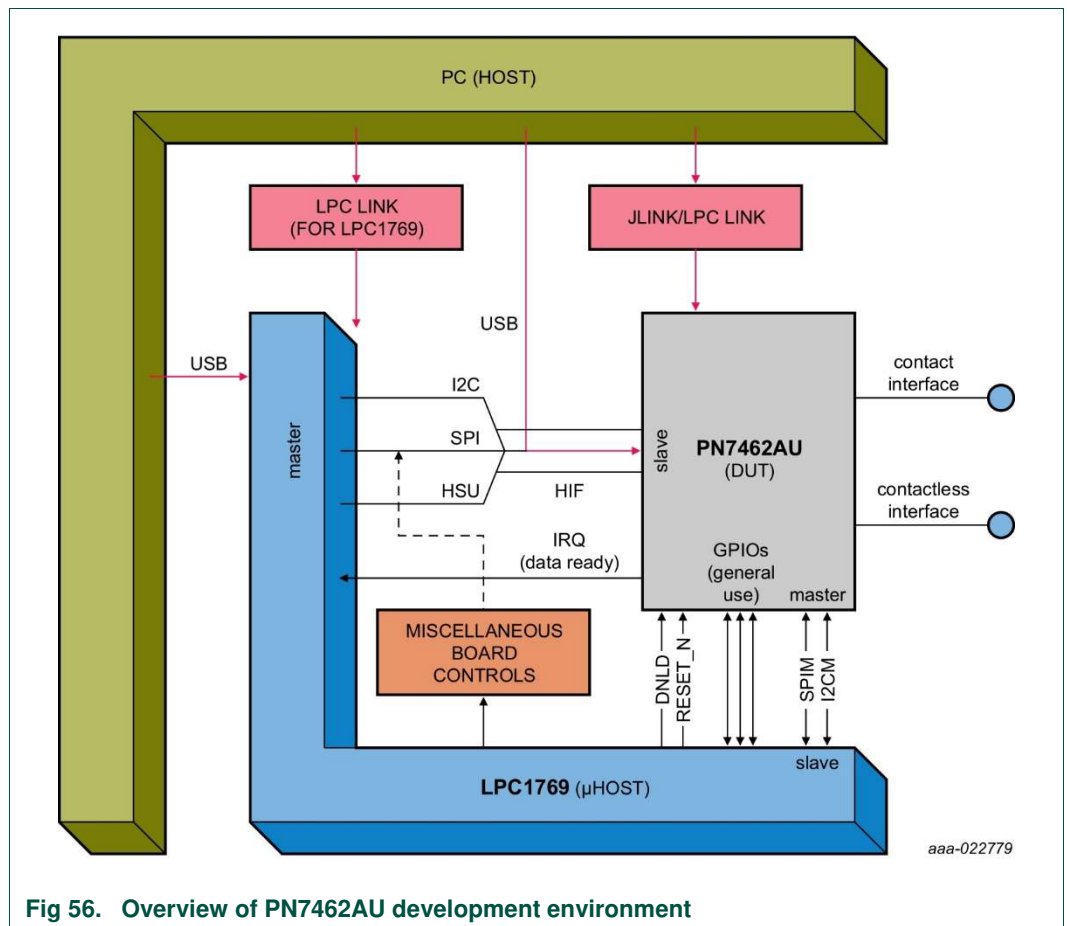 PC (HOST)
LPC LINK
(FOR LPC1769)
JLINK/LPC LINK
USB
USB
master
I2C
SPI
HSU
HIF
slave
PN7462AU
(DUT)
contact
interface
contactless
interface
IRQ
(data ready)
GPIOs
(general
use)
master
MISCELLANEOUS
BOARD
CONTROLS
DNLD
RESET_N
SPIM
I2CM
slave
LPC1769 (µHOST)
aaa-022779
Fig 56. Overview of PN7462AU development environment